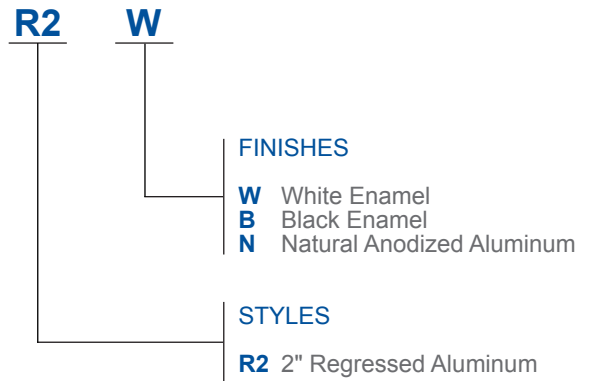 R2 W
FINISHES
W White Enamel
B Black Enamel
N Natural Anodized Aluminum
STYLES
R2 2" Regressed Aluminum